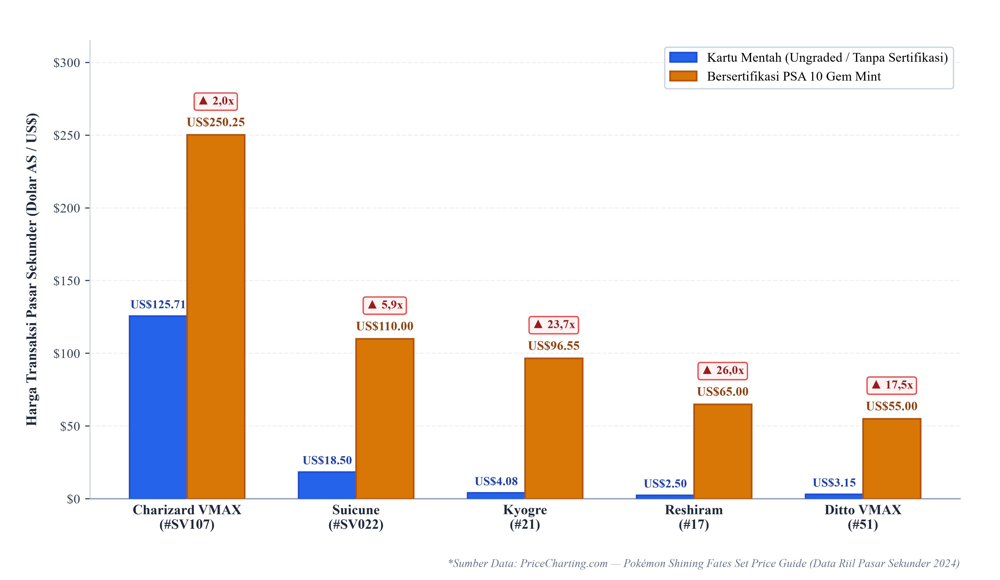 Kartu Mentah (Ungraded / Tanpa Sertifikasi)
Bersertifikasi PSA 10 Gem Mint
Harga Transaksi Pasar Sekunder (Dolar AS / US$)
$300
$250
$200
$150
$100
$50
$0
▲ 2,0x
US$250.25
US$125.71
▲ 5,9x
US$110.00
US$18.50
▲ 23,7x
US$96.55
US$4.08
▲ 26,0x
US$65.00
US$2.50
▲ 17,5x
US$55.00
US$3.15
Charizard VMAX
(#SV107)
Suicune
(#SV022)
Kyogre
(#21)
Reshiram
(#17)
Ditto VMAX
(#51)
*Sumber Data: PriceCharting.com — Pokémon Shining Fates Set Price Guide (Data Riil Pasar Sekunder 2024)